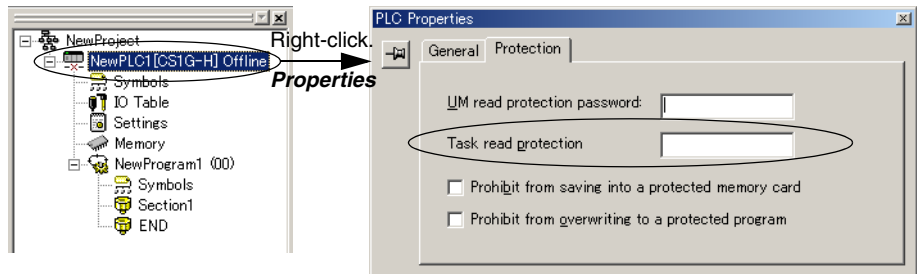 NewProject
NewPLC1[CS1G-H] Offline
Symbols
IO Table
Settings
Memory
NewProgram1 (00)
Symbols
Section1
END
Right-click.
Properties
PLC Properties
General
Protection
UM read protection password:
Task read protection
Prohibit from saving into a protected memory card
Prohibit from overwriting to a protected program